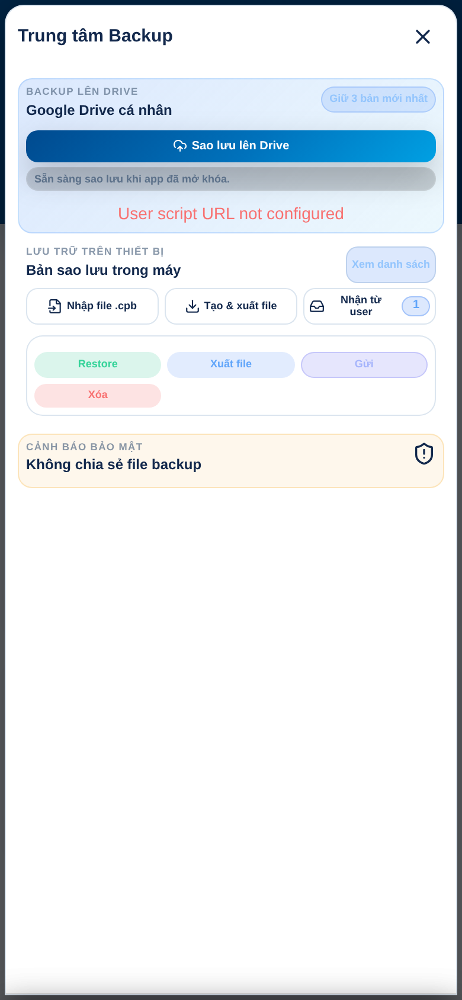 Trung tâm Backup
BACKUP LÊN DRIVE
Google Drive cá nhân
Giữ 3 bản mới nhất
Sao lưu lên Drive
Sẵn sàng sao lưu khi app đã mở khóa.
User script URL not configured
LƯU TRỮ TRÊN THIẾT BỊ
Bản sao lưu trong máy
Xem danh sách
Nhập file .cpb
Tạo & xuất file
Nhận từ
user
1
Restore
Xuất file
Gửi
Xóa
CẢNH BÁO BẢO MẬT
Không chia sẻ file backup